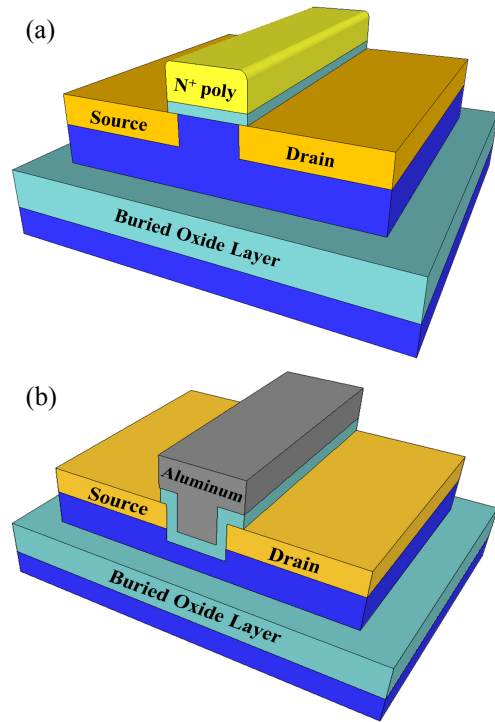 (a)
N⁺ poly
Source
Drain
Buried Oxide Layer
(b)
Aluminum
Source
Drain
Buried Oxide Layer